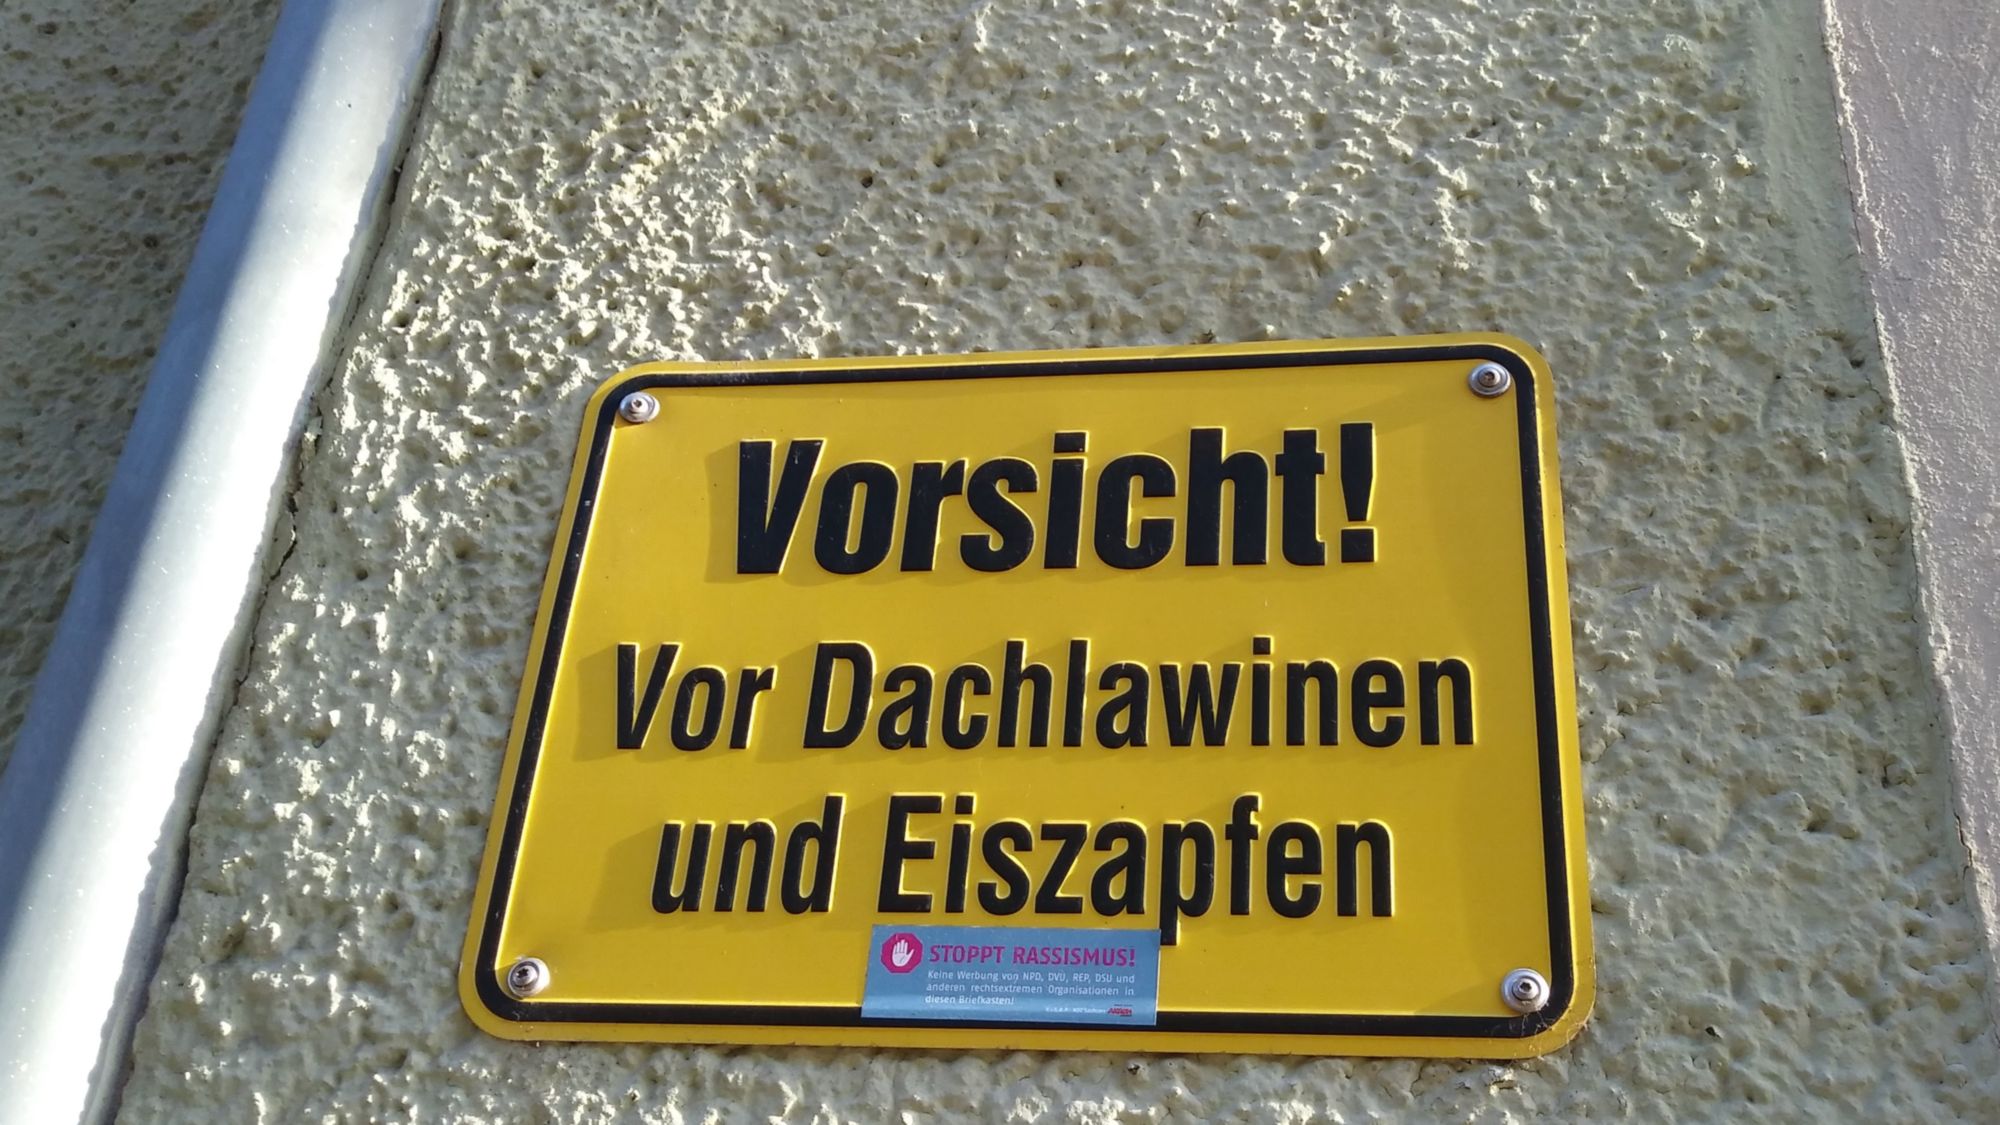 Vorsicht!
Vor Dachlawinen
und Eiszapfen
STOPPT RASSISMUS!
Keine Werbung von NPD, DVU, REP, DSU und
anderen rechtsextremen Organisationen in
diesen Briefkasten!